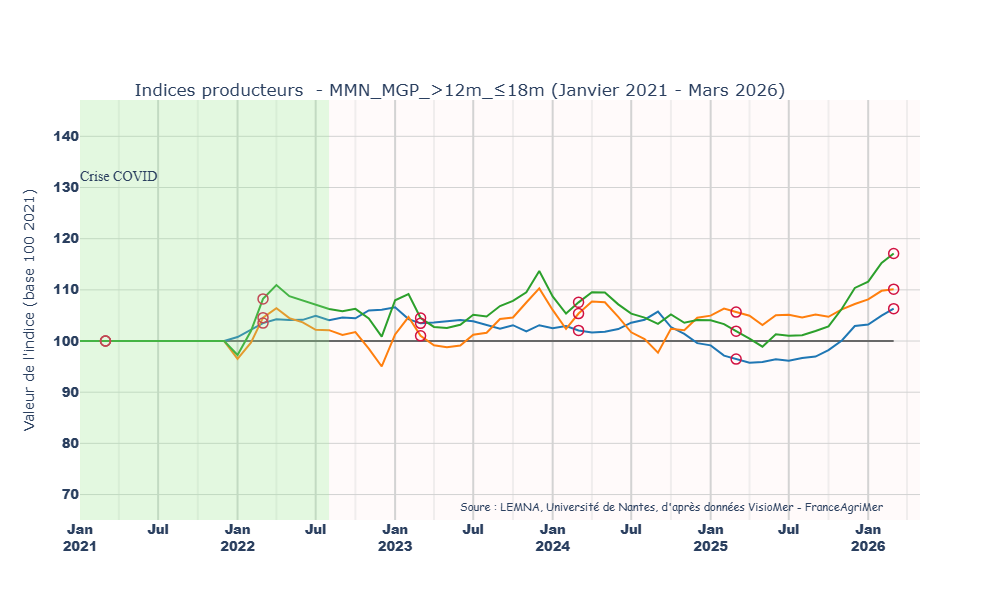 Indices producteurs  - MMN_MGP_>12m_≤18m (Janvier 2021 - Mars 2026)
Valeur de l'indice (base 100 2021)
140
130
120
110
100
90
80
70
Crise COVID
Soure : LEMNA, Université de Nantes, d'après données VisioMer - FranceAgriMer
Jan Jul Jan Jul Jan Jul Jan Jul Jan Jul Jan
2021 2022 2023 2024 2025 2026